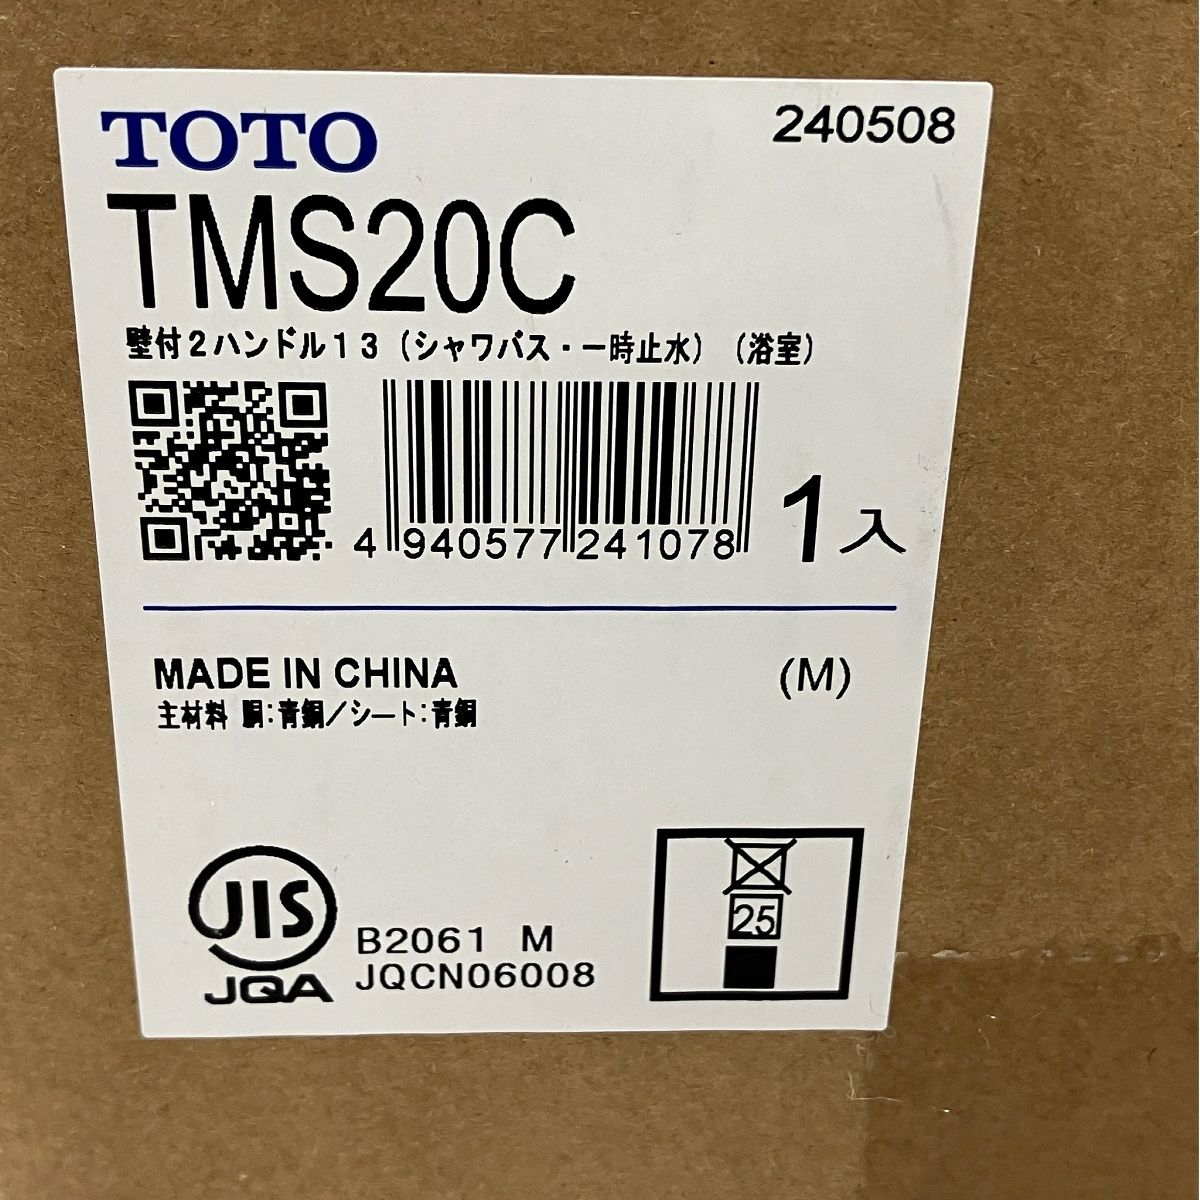 TOTO
240508
TMS20C
壁付2ハンドル13(シャワバス・一時止水)(浴室)
4 940577 241078
1入
MADE IN CHINA
(M)
主材料 胴:青銅/シート:青銅
JIS
JQA
B2061 M
JQCN06008
25